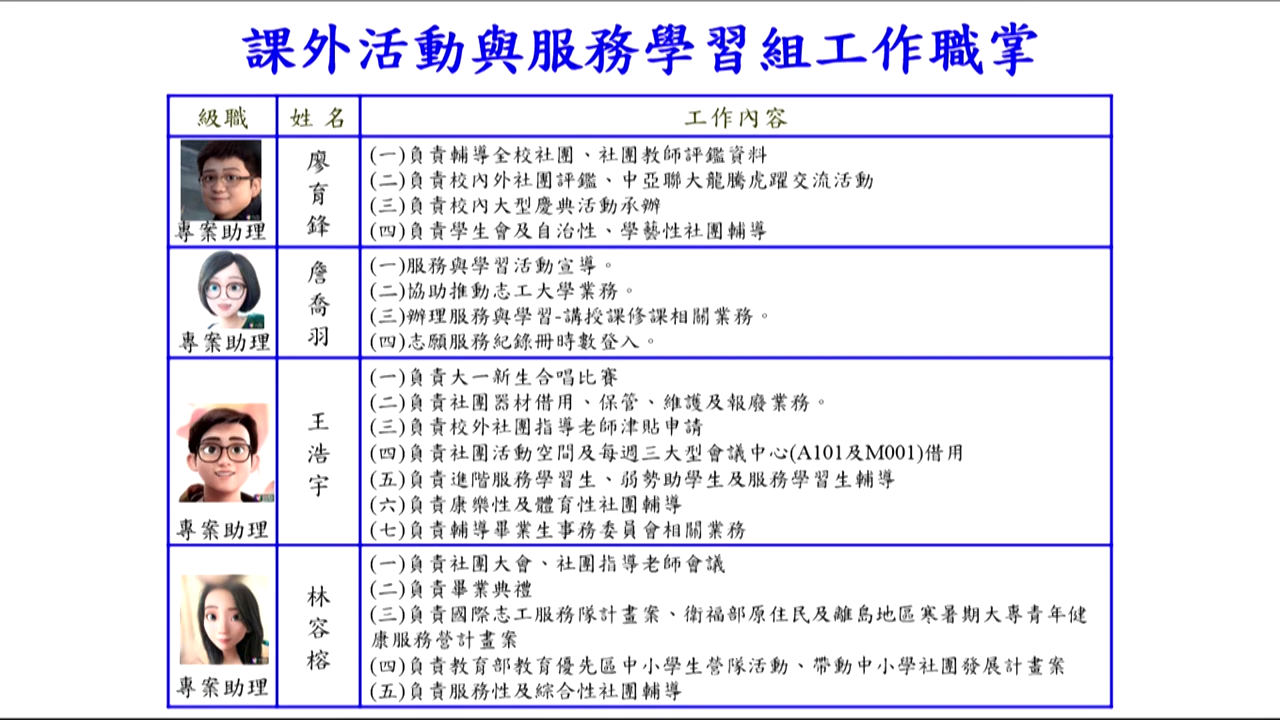 課外活動與服務學習組工作職掌
級職 姓 名 工作內容
專案助理
廖育鋒
(一)負責輔導全校社團、社團教師評鑑資料
(二)負責校內外社團評鑑、中亞聯大龍騰虎躍交流活動
(三)負責校內大型慶典活動承辦
(四)負責學生會及自治性、學藝性社團輔導
專案助理
詹喬羽
(一)服務與學習活動宣導。
(二)協助推動志工大學業務。
(三)辦理服務與學習-講授課修課相關業務。
(四)志願服務紀錄冊時數登入。
專案助理
王浩宇
(一)負責大一新生合唱比賽
(二)負責社團器材借用、保管、維護及報廢業務。
(三)負責校外社團指導老師津貼申請
(四)負責社團活動空間及每週三大型會議中心(A101及M001)借用
(五)負責進階服務學習生、弱勢助學生及服務學習生輔導
(六)負責康樂性及體育性社團輔導
(七)負責輔導畢業生事務委員會相關業務
專案助理
林容榕
(一)負責社團大會、社團指導老師會議
(二)負責畢業典禮
(三)負責國際志工服務隊計畫案、衛福部原住民及離島地區寒暑期大專青年健
康服務營計畫案
(四)負責教育部教育優先區中小學生營隊活動、帶動中小學社團發展計畫案
(五)負責服務性及綜合性社團輔導